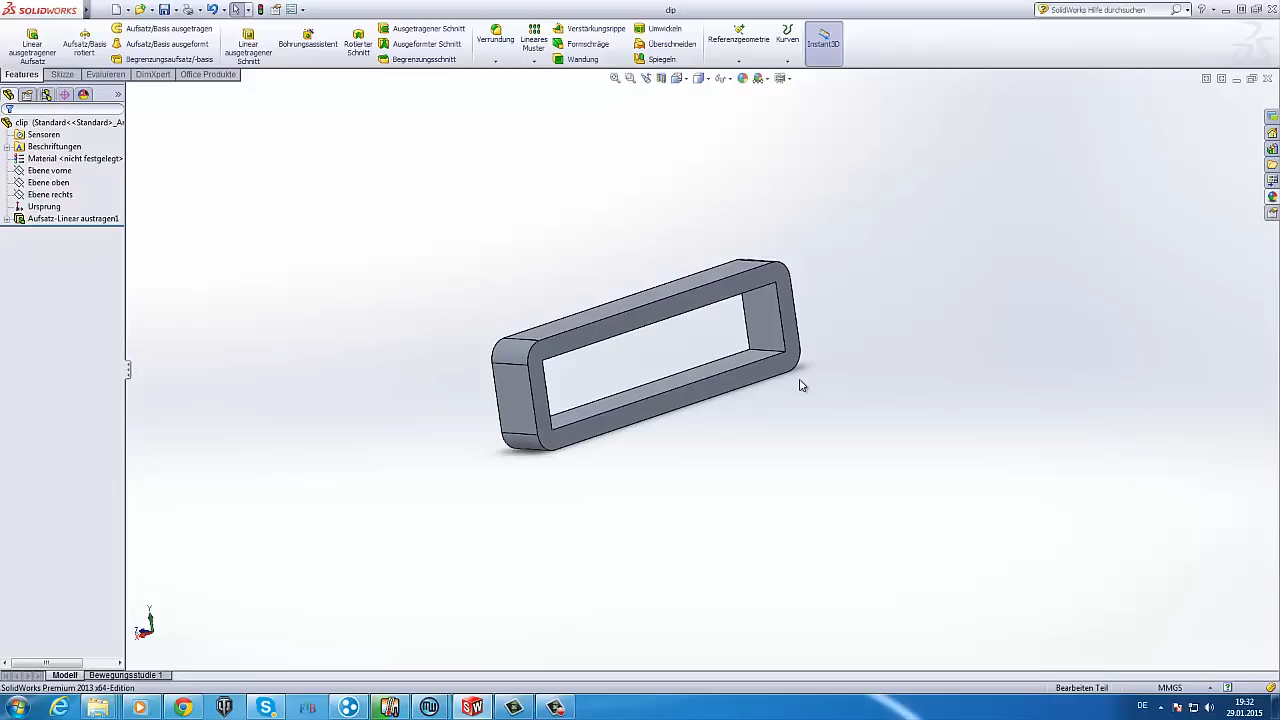 SOLIDWORKS
clip
SolidWorks Hilfe durchsuchen
Linear ausgetragener Aufsatz
Aufsatz/Basis rotiert
Aufsatz/Basis ausgetragen
Aufsatz/Basis ausgeformt
Begrenzungsaufsatz/-basis
Linear ausgetragener Schnitt
Bohrungsassistent
Rotierter Schnitt
Ausgetragener Schnitt
Ausgeformter Schnitt
Begrenzungsschnitt
Verrundung
Lineares Muster
Verstärkungsrippe
Formschräge
Wandung
Umwickeln
Überschneiden
Spiegeln
Referenzgeometrie
Kurven
Instant3D
Features
Skizze
Evaluieren
DimXpert
Office Produkte
clip (Standard<<Standard>_An
Sensoren
Beschriftungen
Material <nicht festgelegt>
Ebene vorne
Ebene oben
Ebene rechts
Ursprung
Aufsatz-Linear austragen1
Y
Z
X
Modell
Bewegungsstudie 1
SolidWorks Premium 2013 x64-Edition
Bearbeiten Teil
MMGS
DE
19:32
29.01.2015